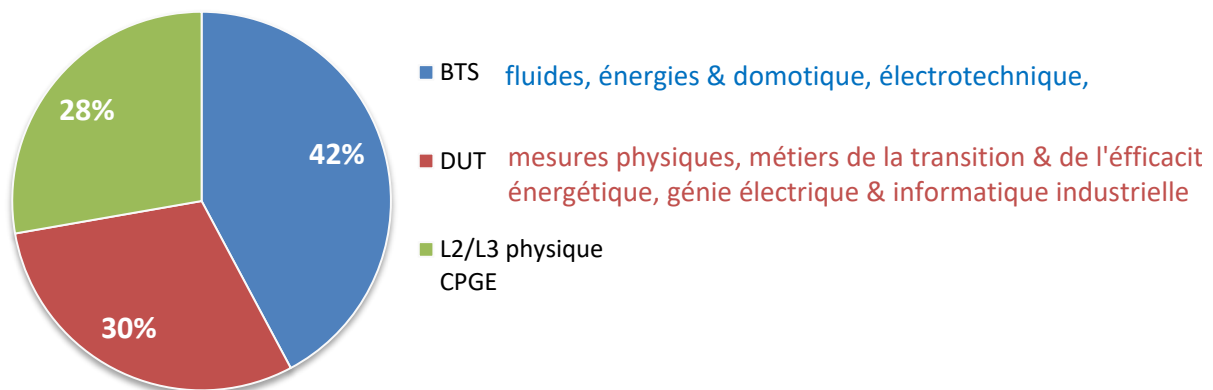 28%
42%
30%
BTS fluides, énergies & domotique, électrotechnique,
DUT mesures physiques, métiers de la transition & de l'éfficacit
énergétique, génie électrique & informatique industrielle
L2/L3 physique
CPGE